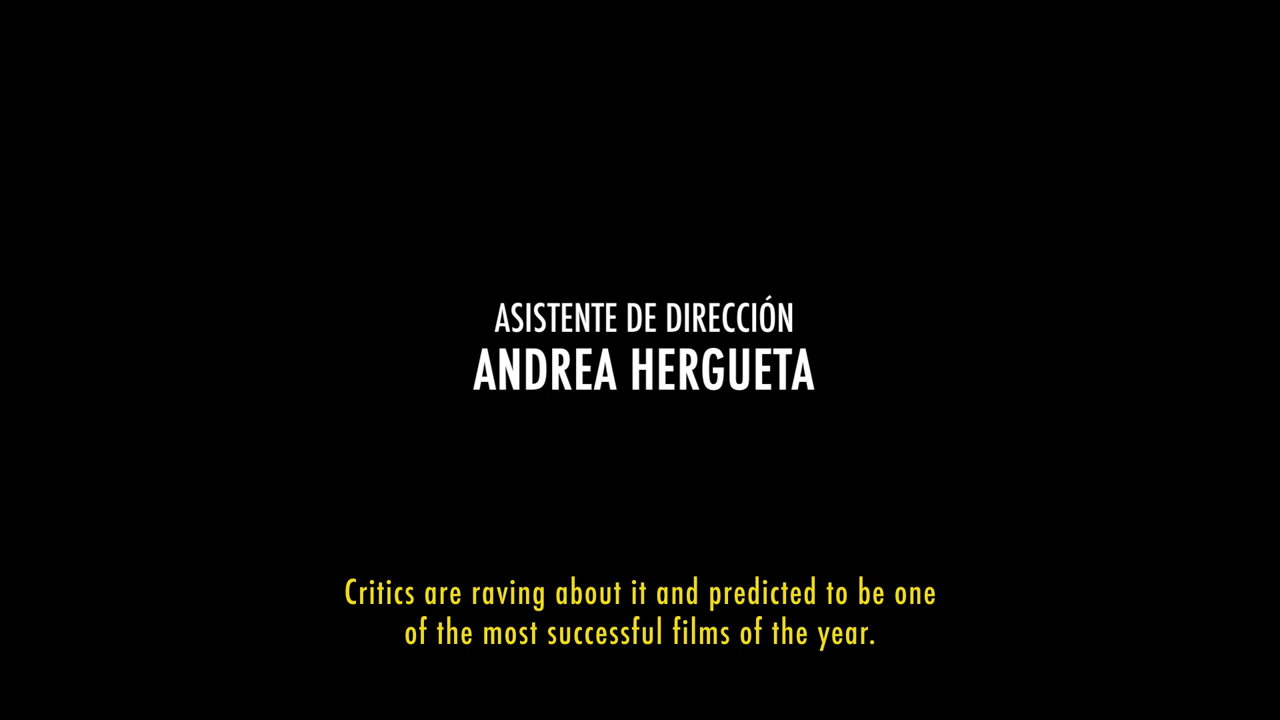 ASISTENTE DE DIRECCIÓN
ANDREA HERGUETA
Critics are raving about it and predicted to be one
of the most successful films of the year.